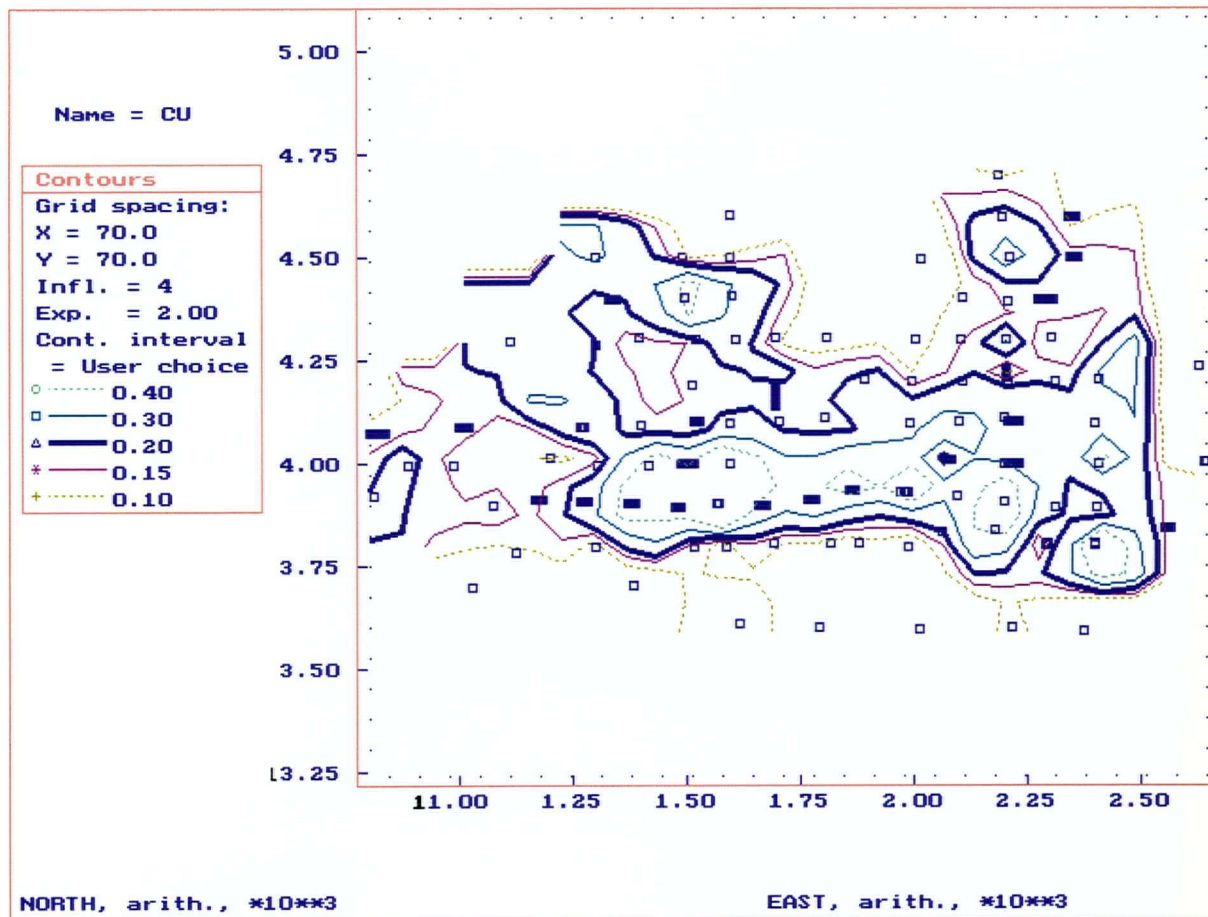 5.00
Name = CU
4.75
Contours
Grid spacing:
X = 70.0
Y = 70.0
Infl. = 4
Exp. = 2.00
Cont. interval
= User choice
0.40
0.30
0.20
0.15
0.10
4.50
4.25
4.00
3.75
3.50
13.25
11.00 1.25 1.50 1.75 2.00 2.25 2.50
NORTH, arith., *10**3
EAST, arith., *10**3